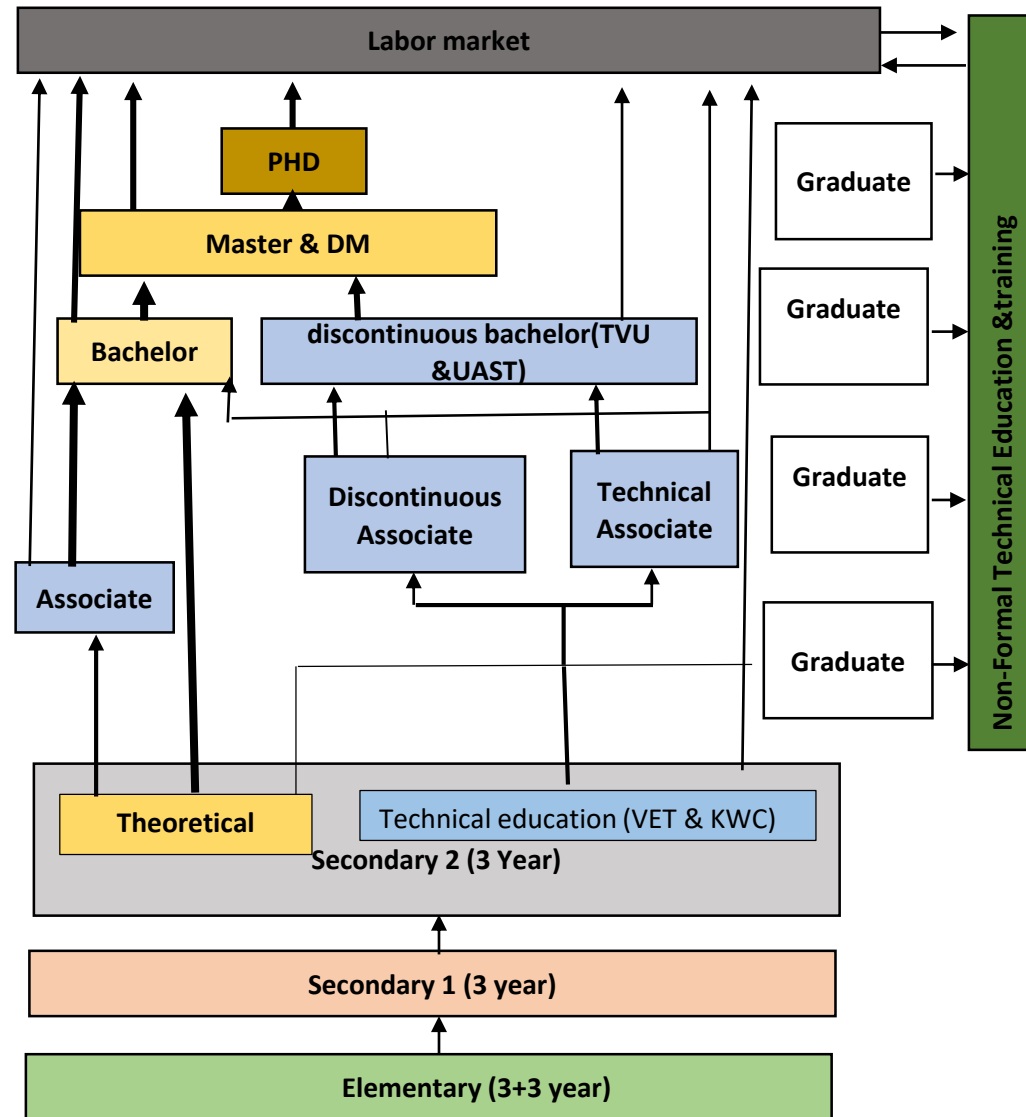 Labor market
PHD
Graduate
Master & DM
Graduate
Bachelor
discontinuous bachelor(TVU
&UAST)
Discontinuous
Associate
Technical
Associate
Graduate
Associate
Graduate
Non-Formal Technical Education &training
Theoretical
Technical education (VET & KWC)
Secondary 2 (3 Year)
Secondary 1 (3 year)
Elementary (3+3 year)